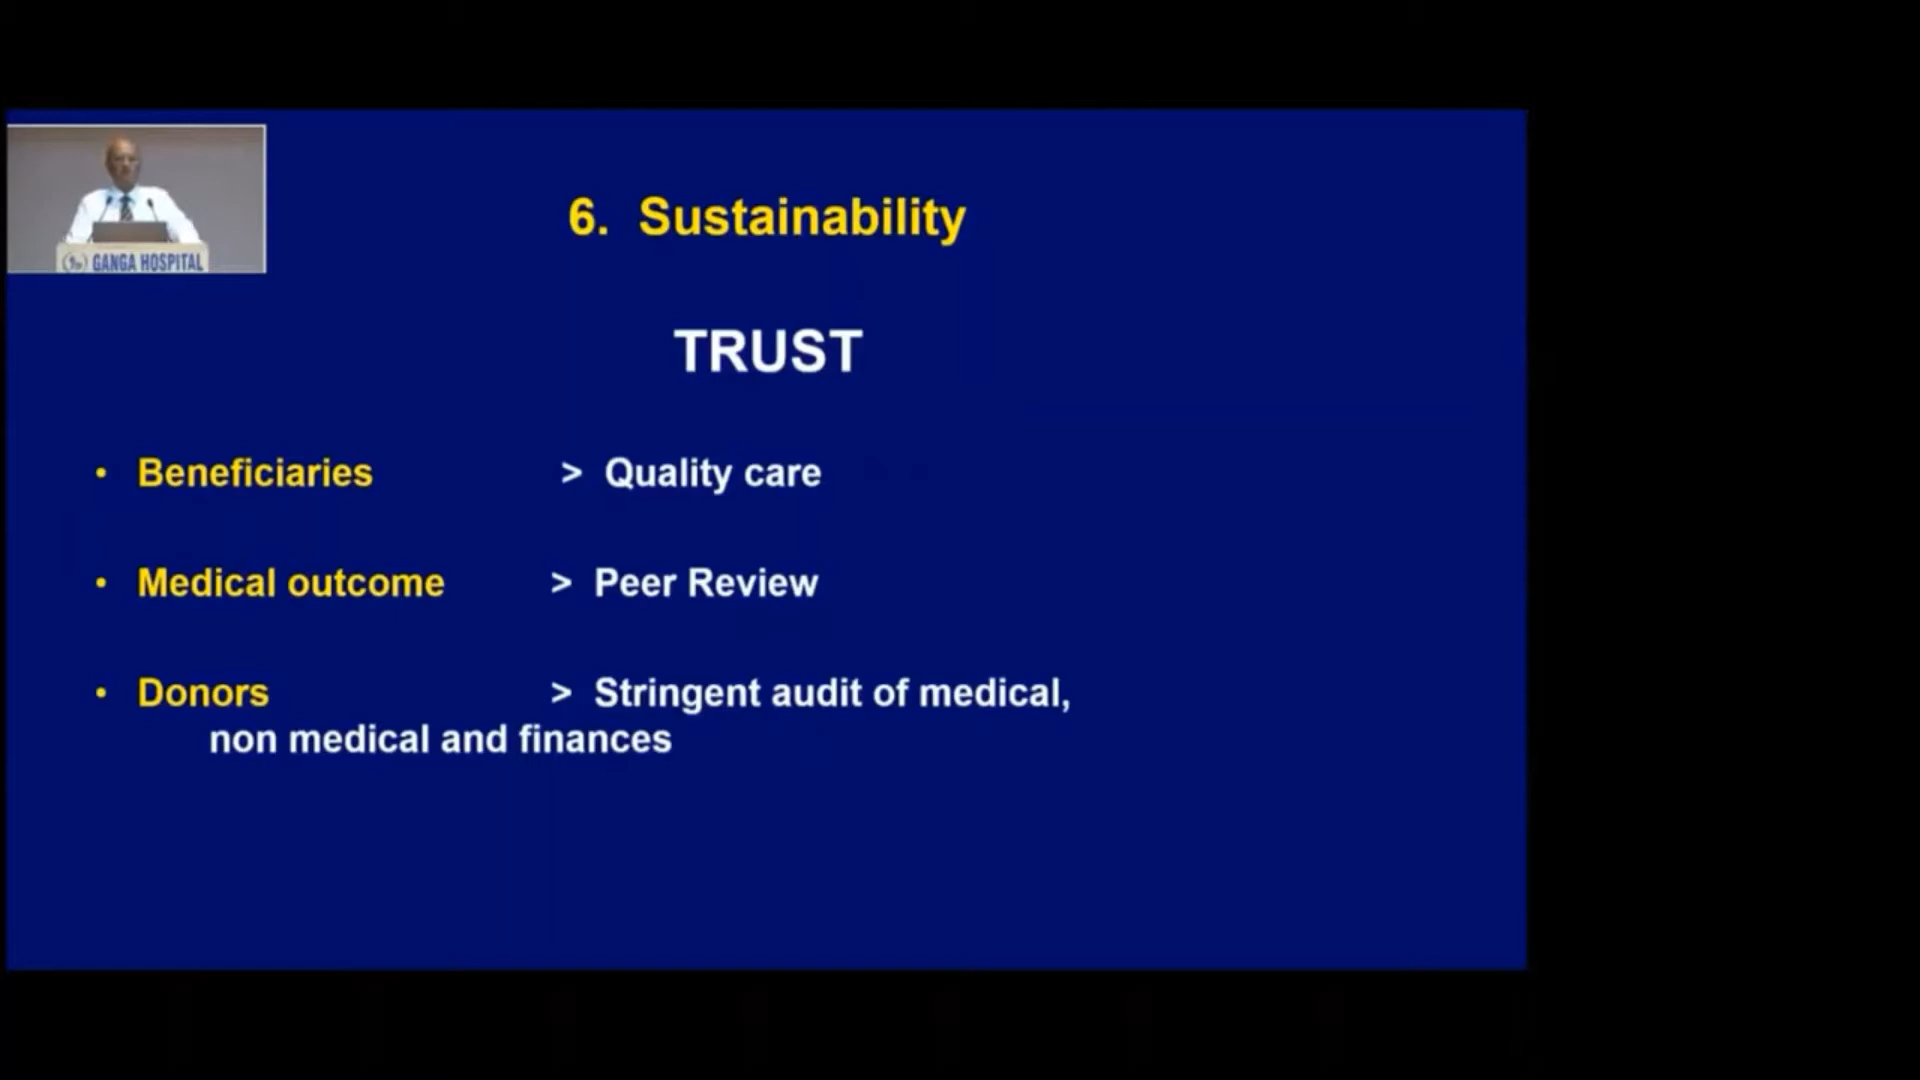 GANGA HOSPITAL
6. Sustainability
TRUST
• Beneficiaries > Quality care
• Medical outcome > Peer Review
• Donors > Stringent audit of medical,
non medical and finances